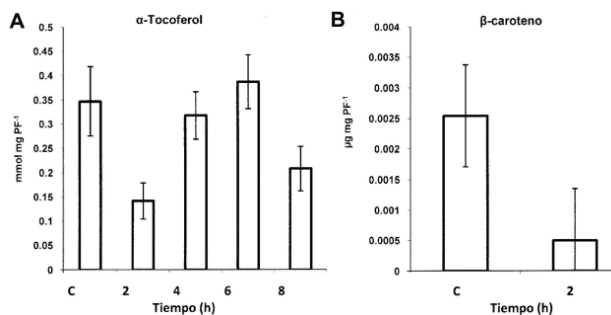 A
α-Tocoferol
0.5
0.45
0.4
0.35
0.3
0.25
0.2
0.15
0.1
0.05
0
mmol mg PF⁻¹
C 2 4 6 8
Tiempo (h)
B
β-caroteno
0.004
0.0035
0.003
0.0025
0.002
0.0015
0.001
0.0005
0
µg mg PF⁻¹
C 2
Tiempo (h)